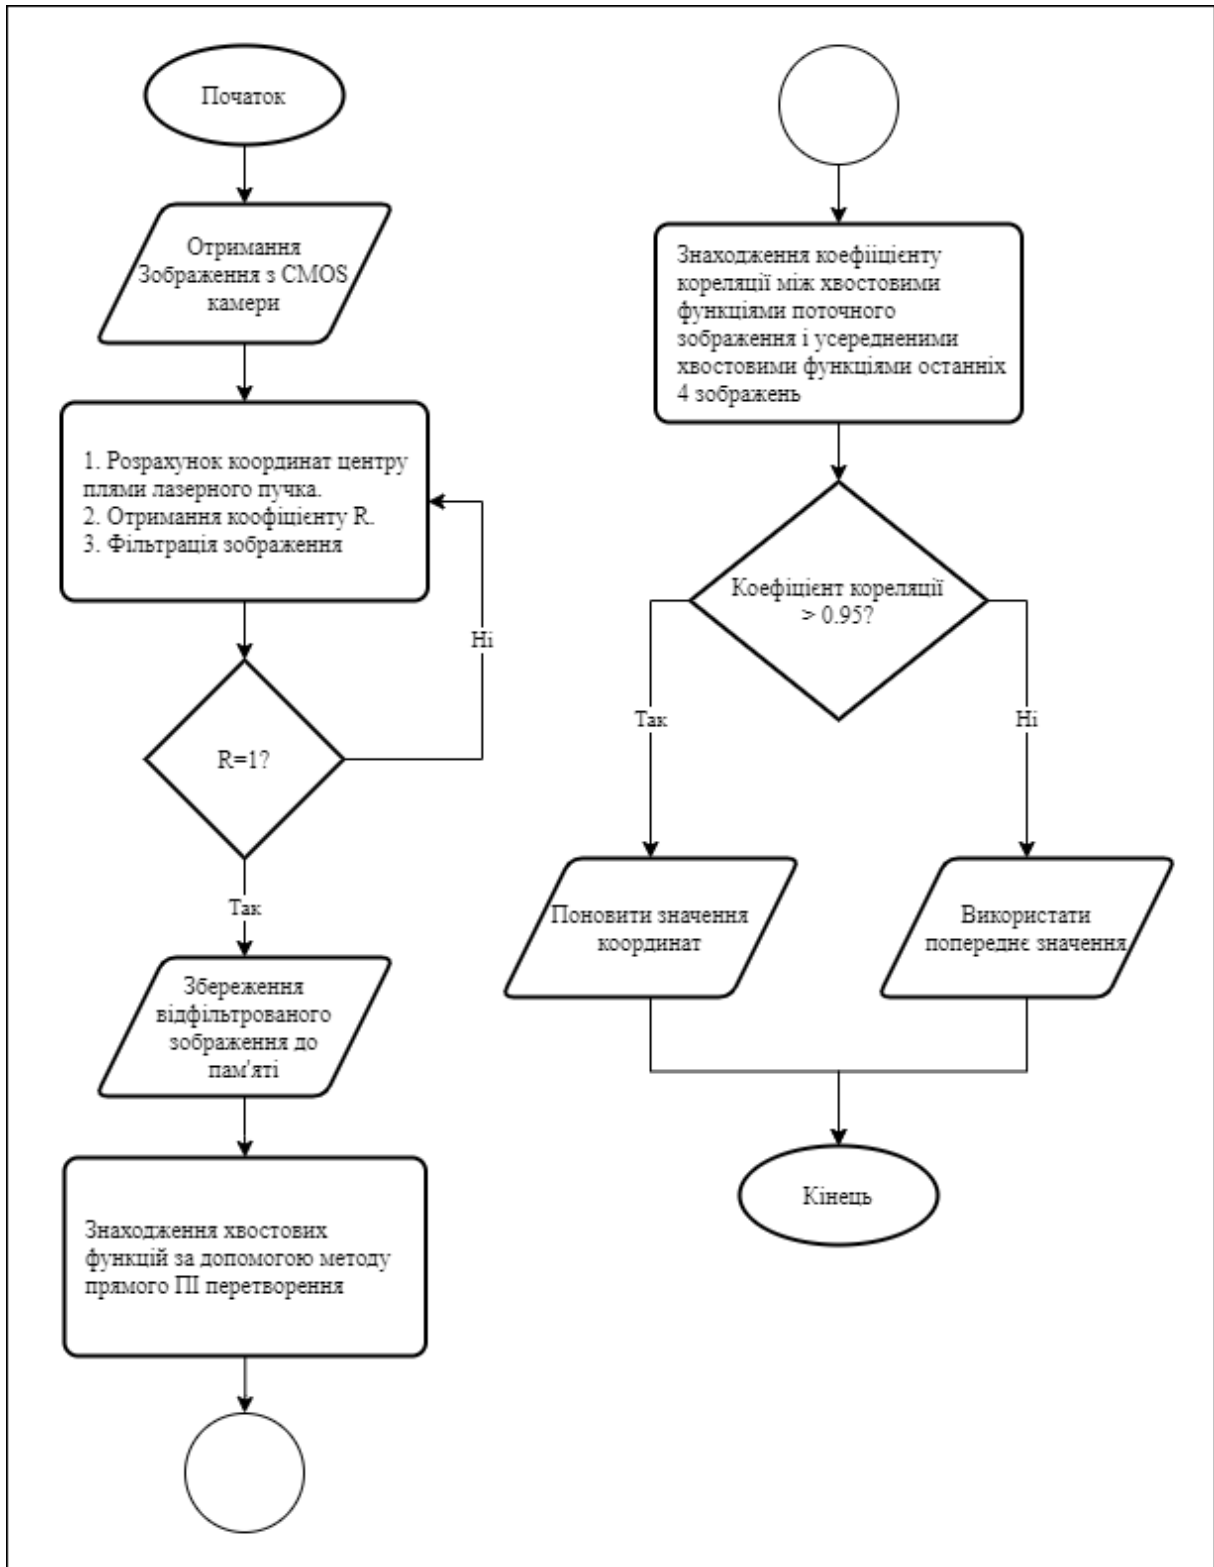 Початок
Отримання
Зображення з CMOS
камери
1. Розрахунок координат центру
плями лазерного пучка.
2. Отримання коофіцієнту R.
3. Фільтрація зображення
Ні
R=1?
Так
Збереження
відфільтрованого
зображення до
пам'яті
Знаходження хвостових
функцій за допомогою методу
прямого ПІ перетворення
Знаходження коефііцієнту
кореляції між хвостовими
функціями поточного
зображення і усередненими
хвостовими функціями останніх
4 зображень
Коефіцієнт кореляції
> 0.95?
Так
Ні
Поновити значення
координат
Використати
попереднє значення
Кінець